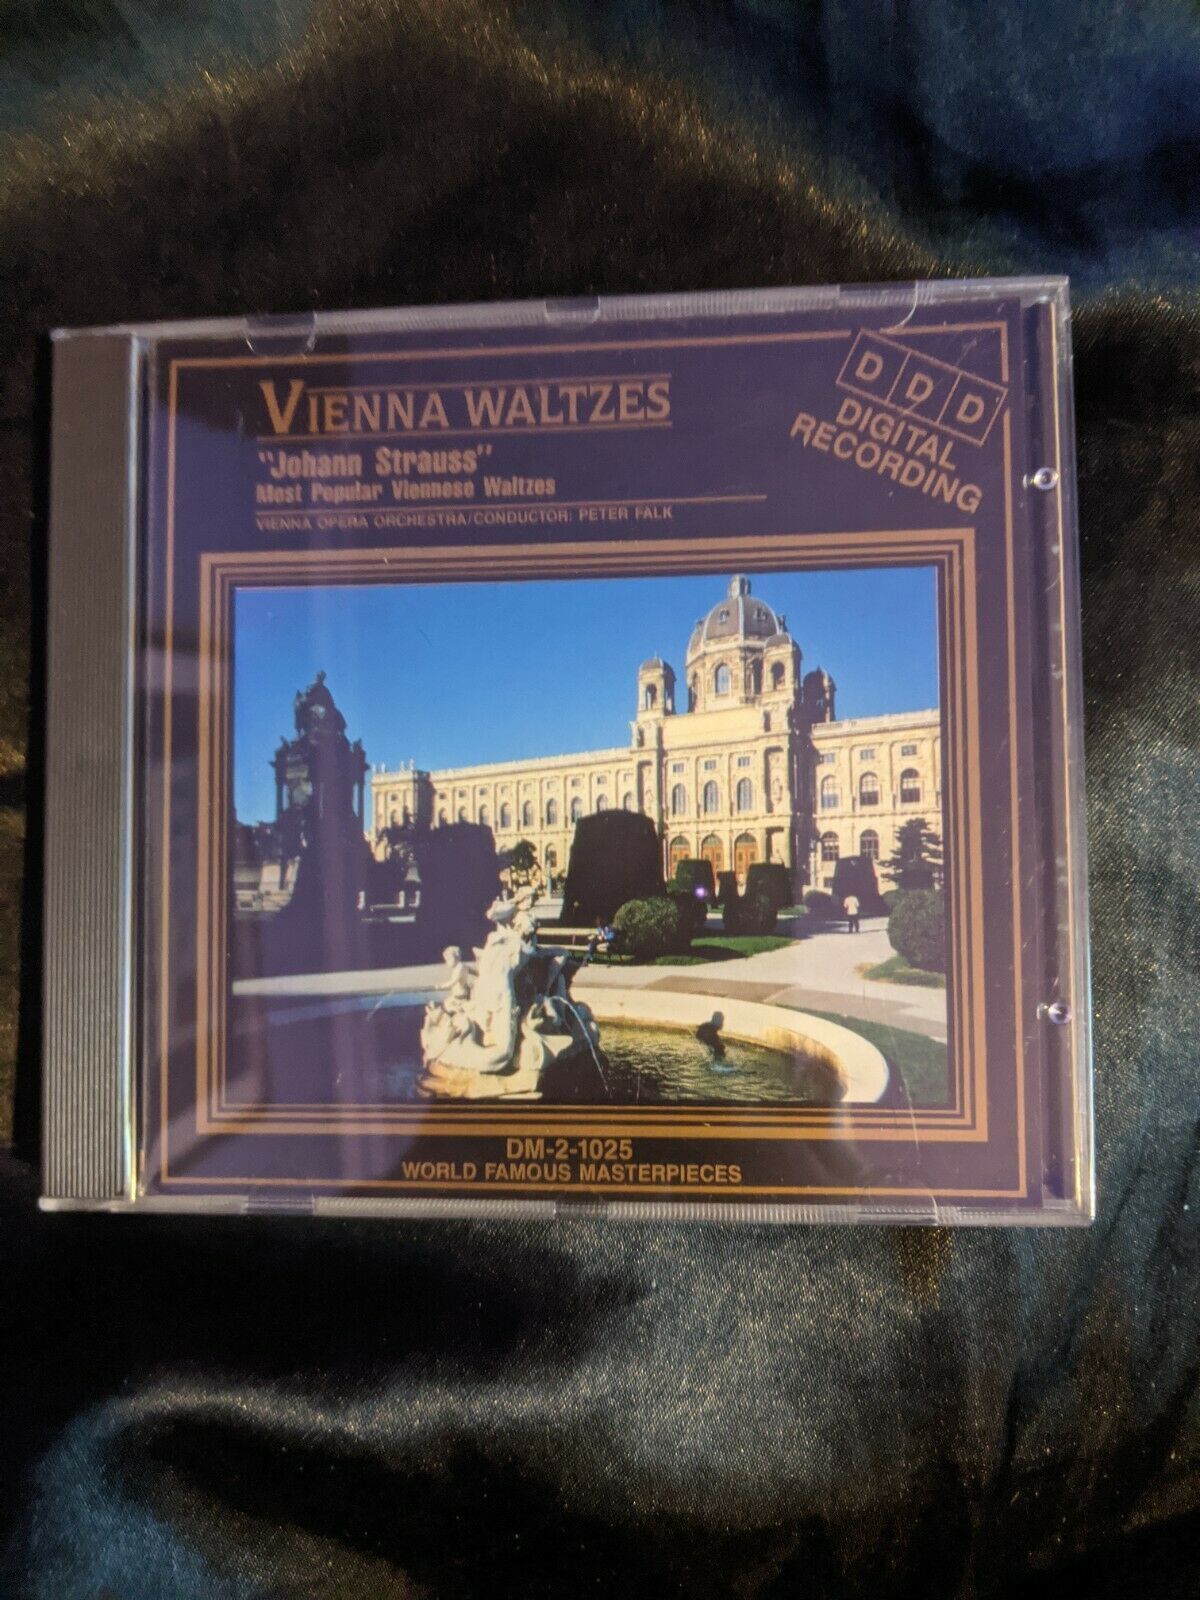 VIENNA WALTZES
"Johann Strauss"
Most Popular Viennese Waltzes
VIENNA OPERA ORCHESTRA/CONDUCTOR: PETER FALK
D D D
DIGITAL
RECORDING
DM-2-1025
WORLD FAMOUS MASTERPIECES